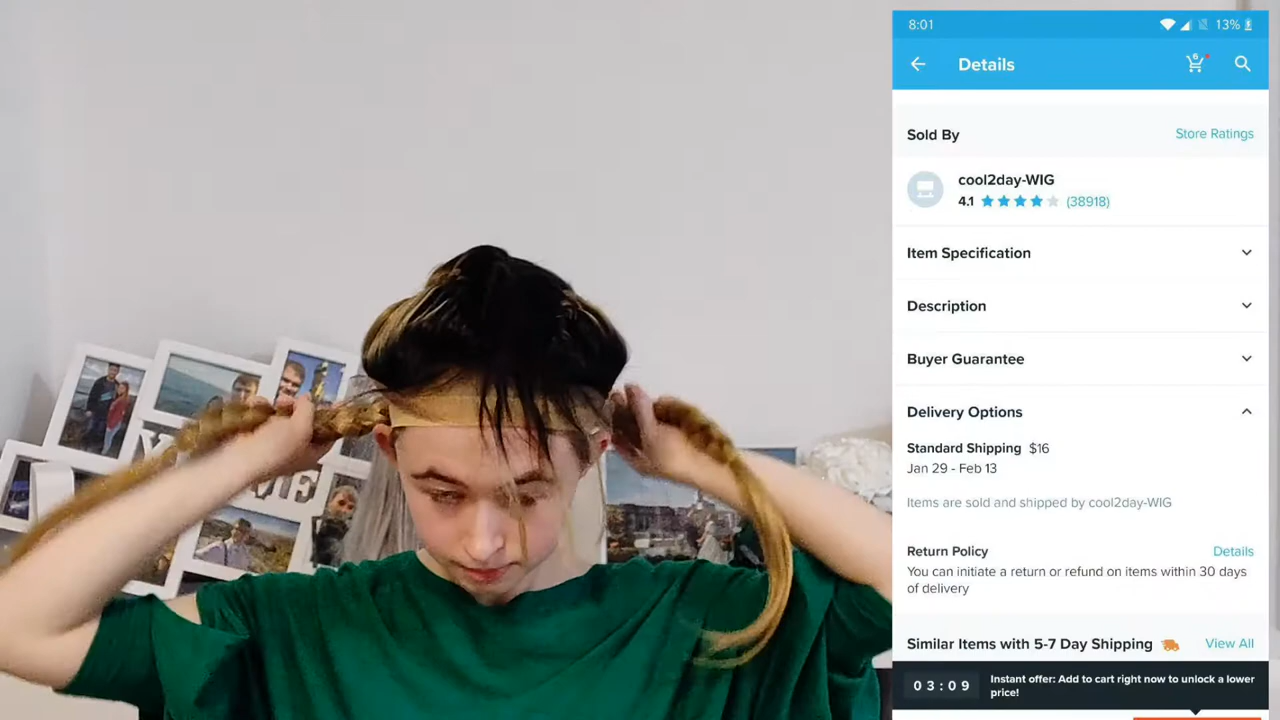 8:01
13%
Details
6
Sold By
Store Ratings
cool2day-WIG
4.1
(38918)
Item Specification
Description
Buyer Guarantee
Delivery Options
Standard Shipping $16
Jan 29 - Feb 13
Items are sold and shipped by cool2day-WIG
Return Policy
Details
You can initiate a return or refund on items within 30 days
of delivery
Similar Items with 5-7 Day Shipping
View All
03:09
Instant offer: Add to cart right now to unlock a lower
price!